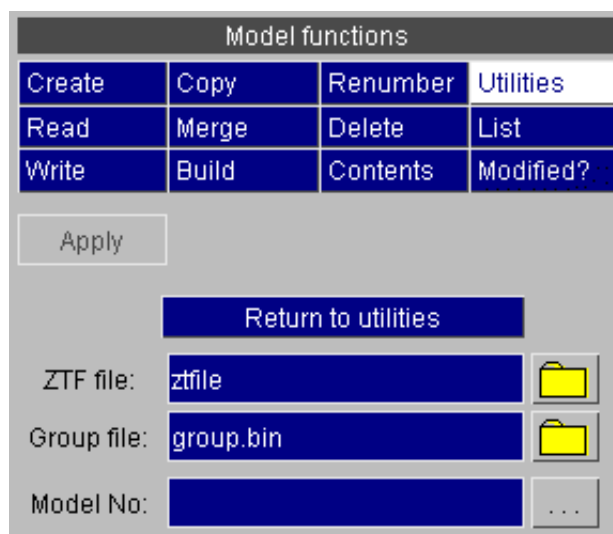 Model functions
Create Copy Renumber Utilities
Read Merge Delete List
Write Build Contents Modified?
Apply
Return to utilities
ZTF file: ztfile
Group file: group.bin
Model No: ...